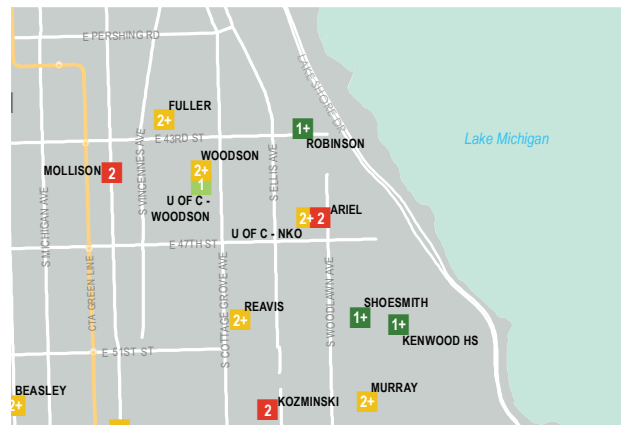 E PERSHING RD
LAKE SHORE DR
FULLER
2+
E 43RD ST
1+
ROBINSON
Lake Michigan
S VINCENNES AVE
S ELLIS AVE
MOLLISON
2
WOODSON
2+
1
U OF C -
WOODSON
S MICHIGAN AVE
2+ 2
ARIEL
U OF C - NKO
E 47TH ST
CTA GREEN LINE
S COTTAGE GROVE AVE
S WOODLAWN AVE
REAVIS
2+
SHOESMITH
1+
1+
KENWOOD HS
E 51ST ST
BEASLEY
2+
MURRAY
2+
2
KOZMINSKI
2+